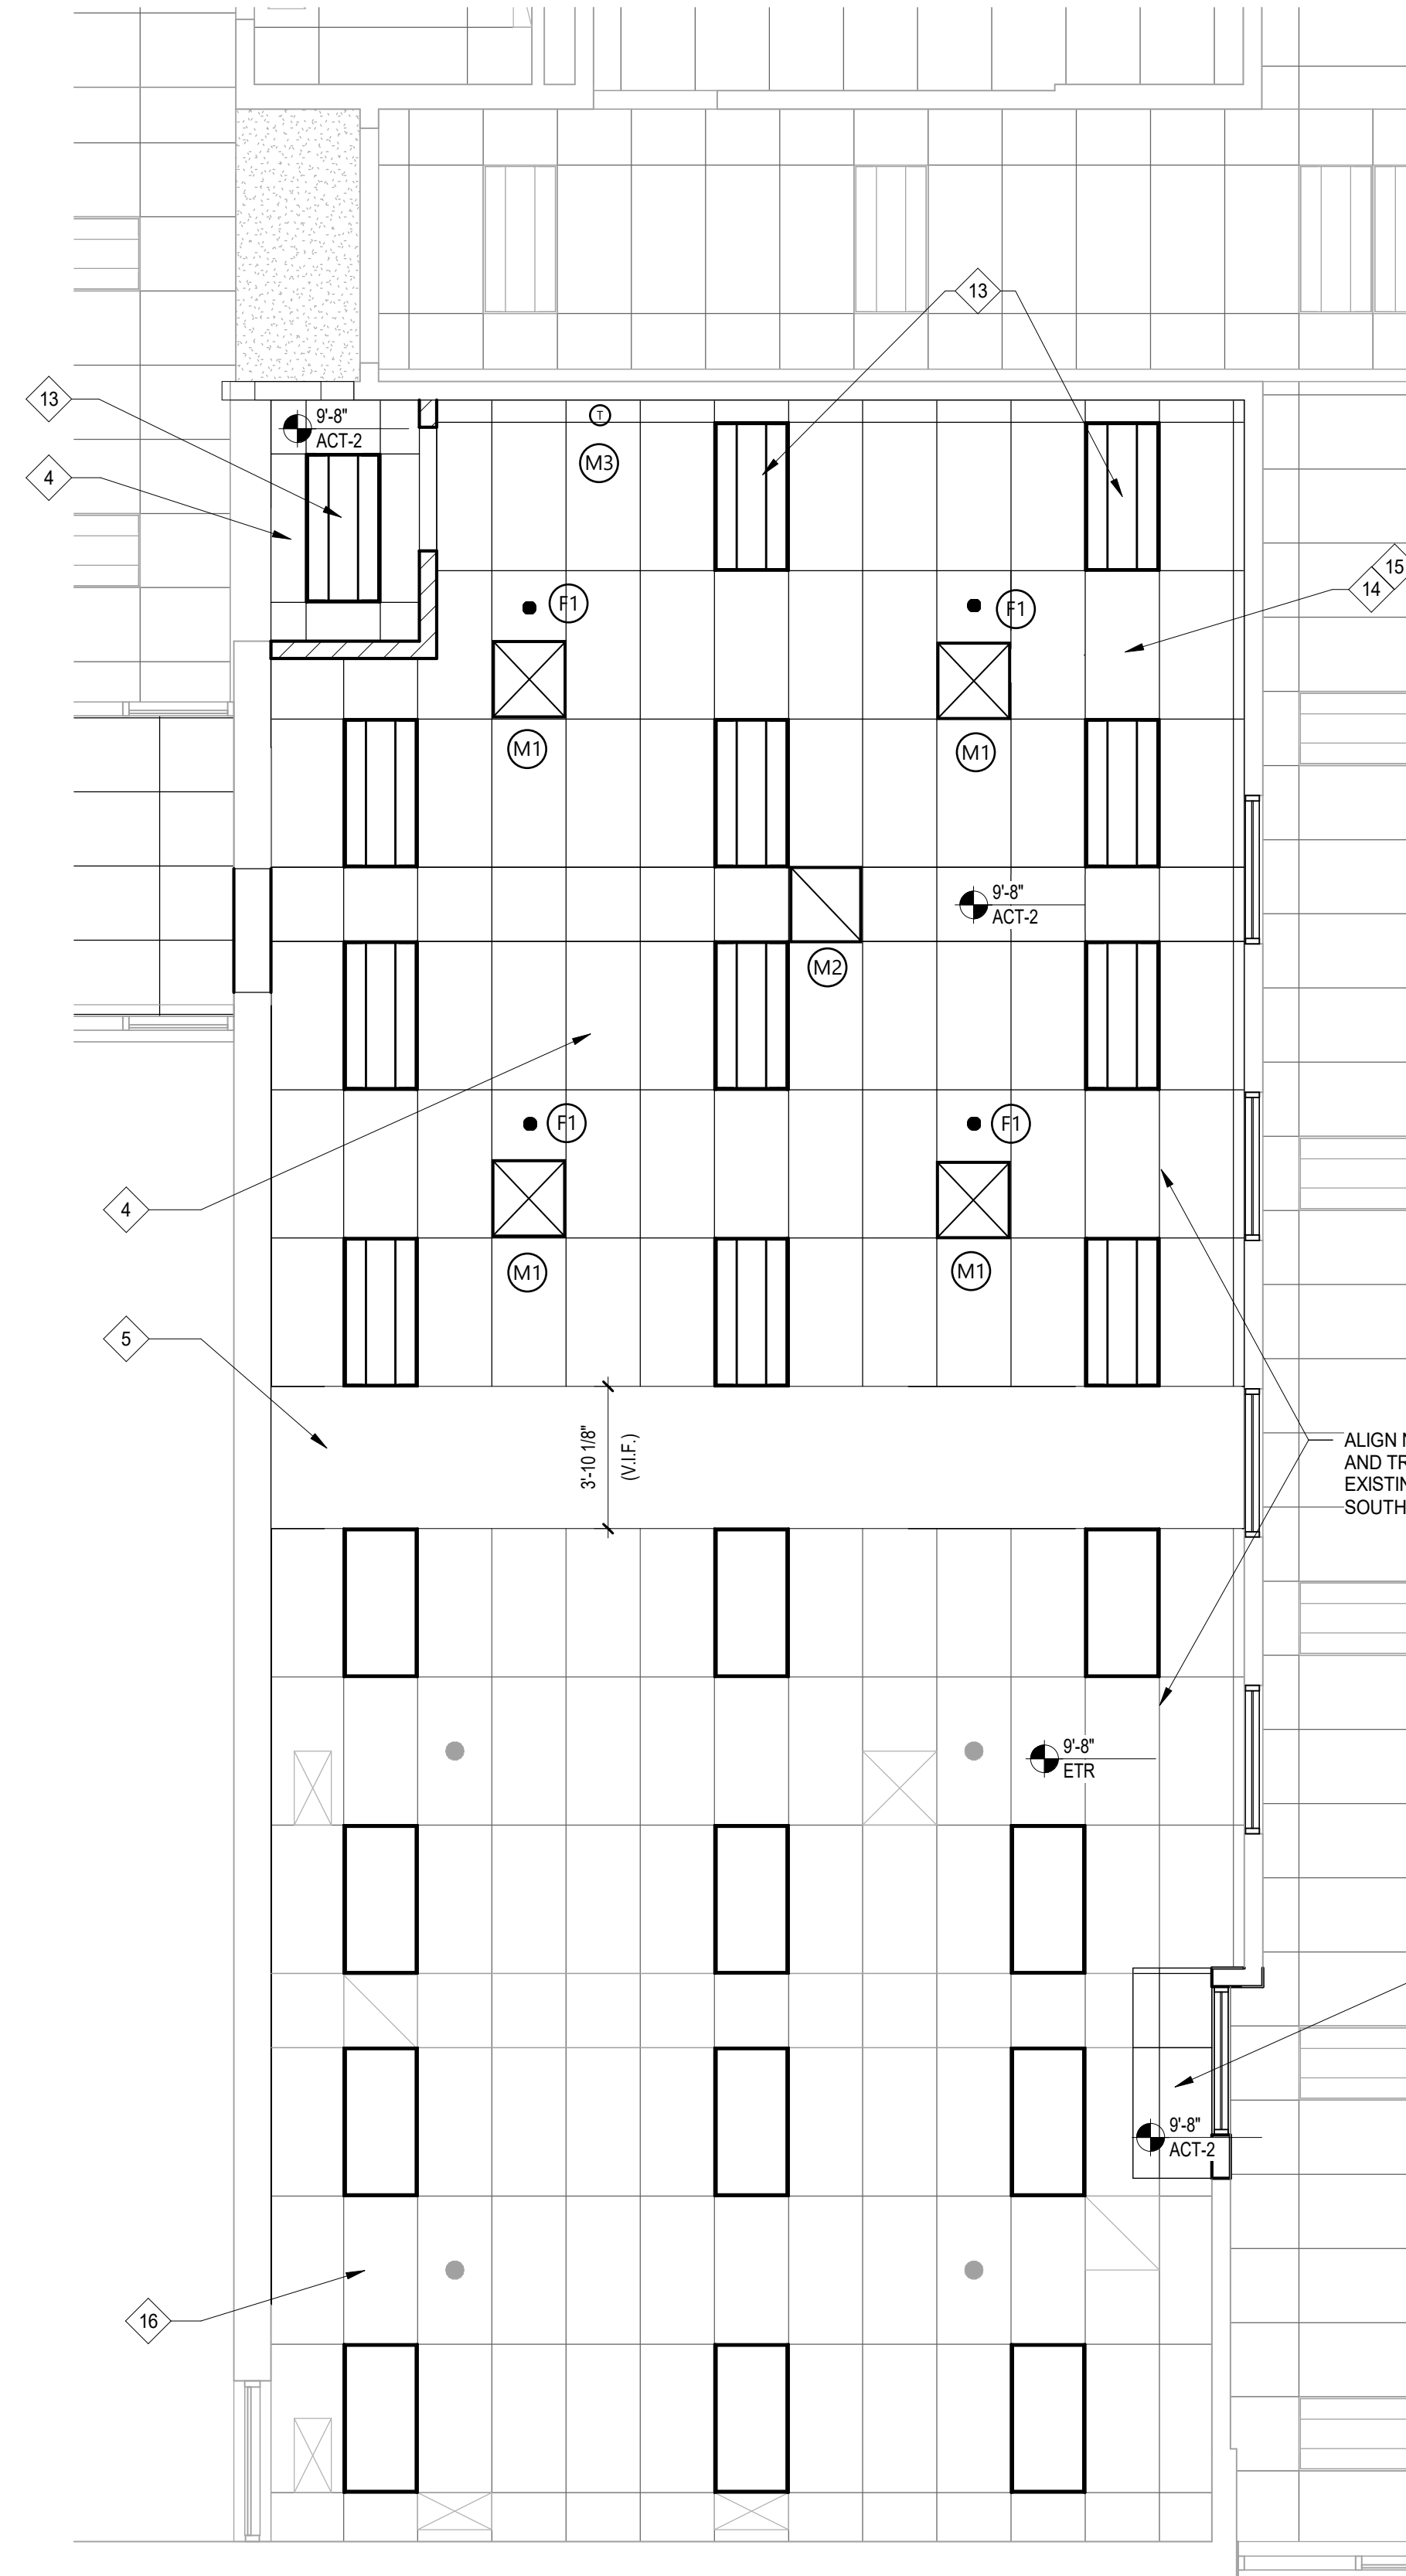 13
13
9'-8"
ACT-2
4
T
M3
15
14
F1
F1
M1
M1
9'-8"
ACT-2
M2
F1
F1
4
M1
M1
5
3'-10 1/8"
(V.I.F.)
ALIGN
AND
SOUTH
9'-8"
ETR
9'-8"
ACT-2
16